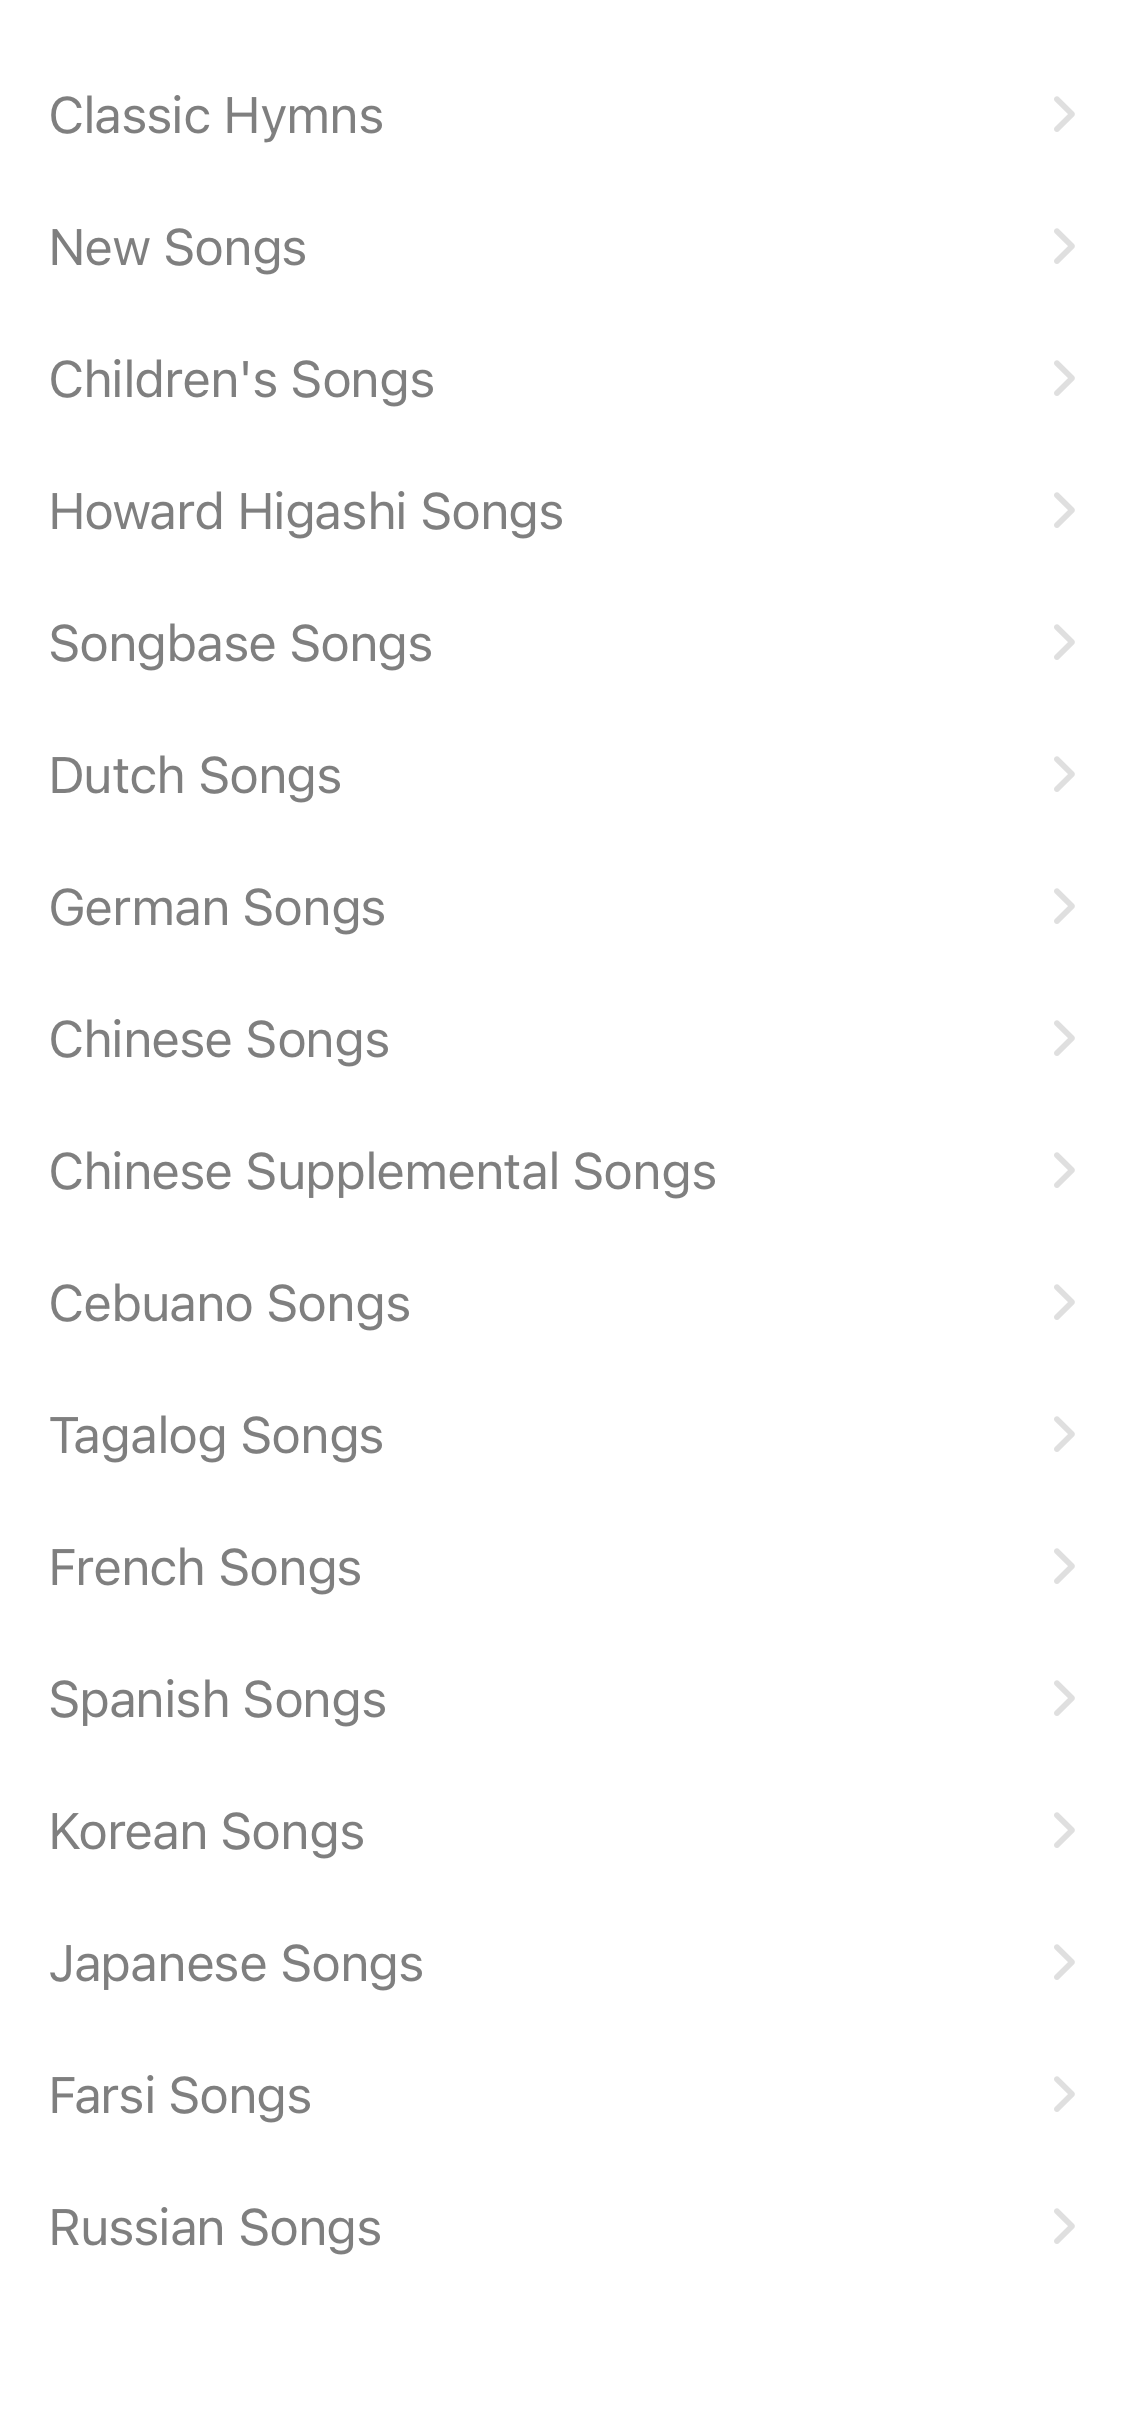 Classic Hymns
New Songs
Children's Songs
Howard Higashi Songs
Songbase Songs
Dutch Songs
German Songs
Chinese Songs
Chinese Supplemental Songs
Cebuano Songs
Tagalog Songs
French Songs
Spanish Songs
Korean Songs
Japanese Songs
Farsi Songs
Russian Songs